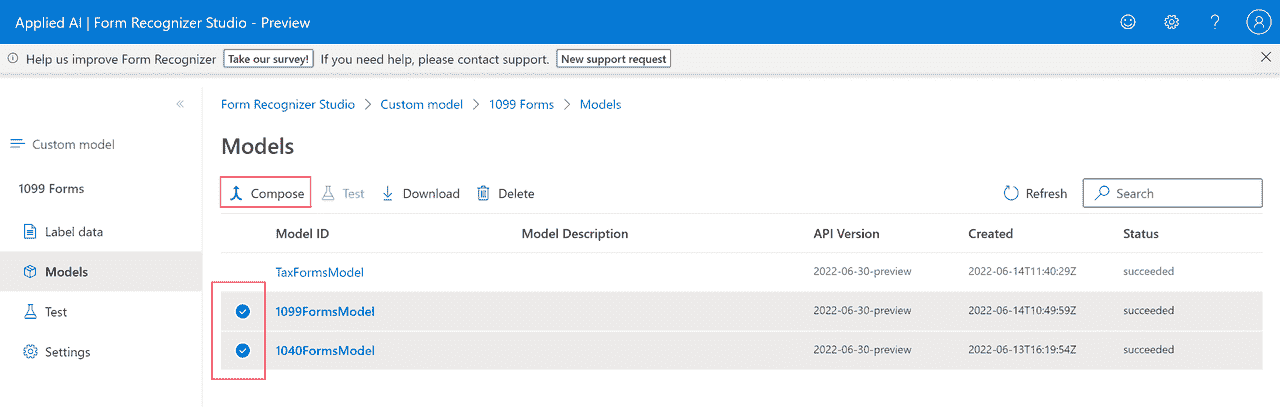 Applied AI | Form Recognizer Studio - Preview
Help us improve Form Recognizer Take our survey! If you need help, please contact support. New support request
Form Recognizer Studio > Custom model > 1099 Forms > Models
Custom model
Models
1099 Forms
Compose Test Download Delete Refresh Search
Label data
Model ID Model Description API Version Created Status
Models
TaxFormsModel 2022-06-30-preview 2022-06-14T11:40:29Z succeeded
Test
1099FormsModel 2022-06-30-preview 2022-06-14T10:49:59Z succeeded
Settings
1040FormsModel 2022-06-30-preview 2022-06-13T16:19:54Z succeeded